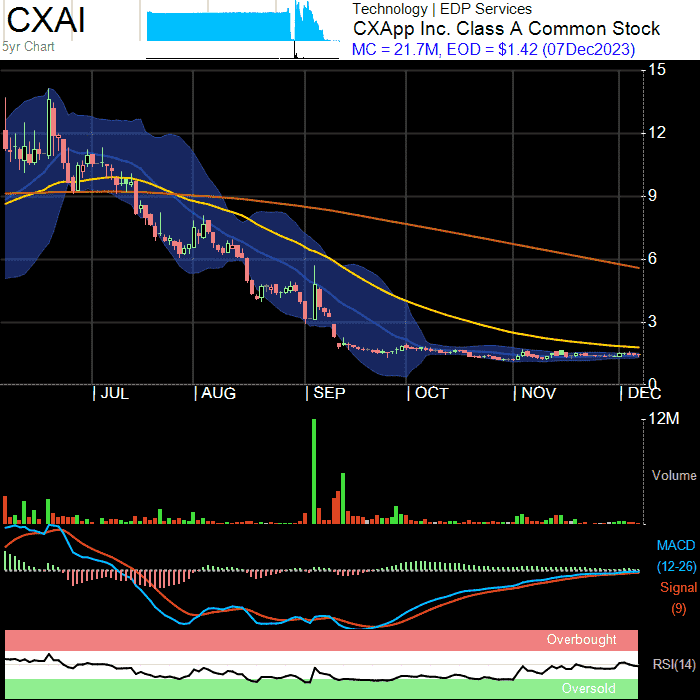 CXAI
5yr Chart
Technology | EDP Services
CXApp Inc. Class A Common Stock
MC = 21.7M, EOD = $1.42 (07Dec2023)
15
12
9
6
3
0
| JUL | AUG | SEP | OCT | NOV | DEC
12M
Volume
MACD
(12-26)
Signal
(9)
Overbought
RSI(14)
Oversold